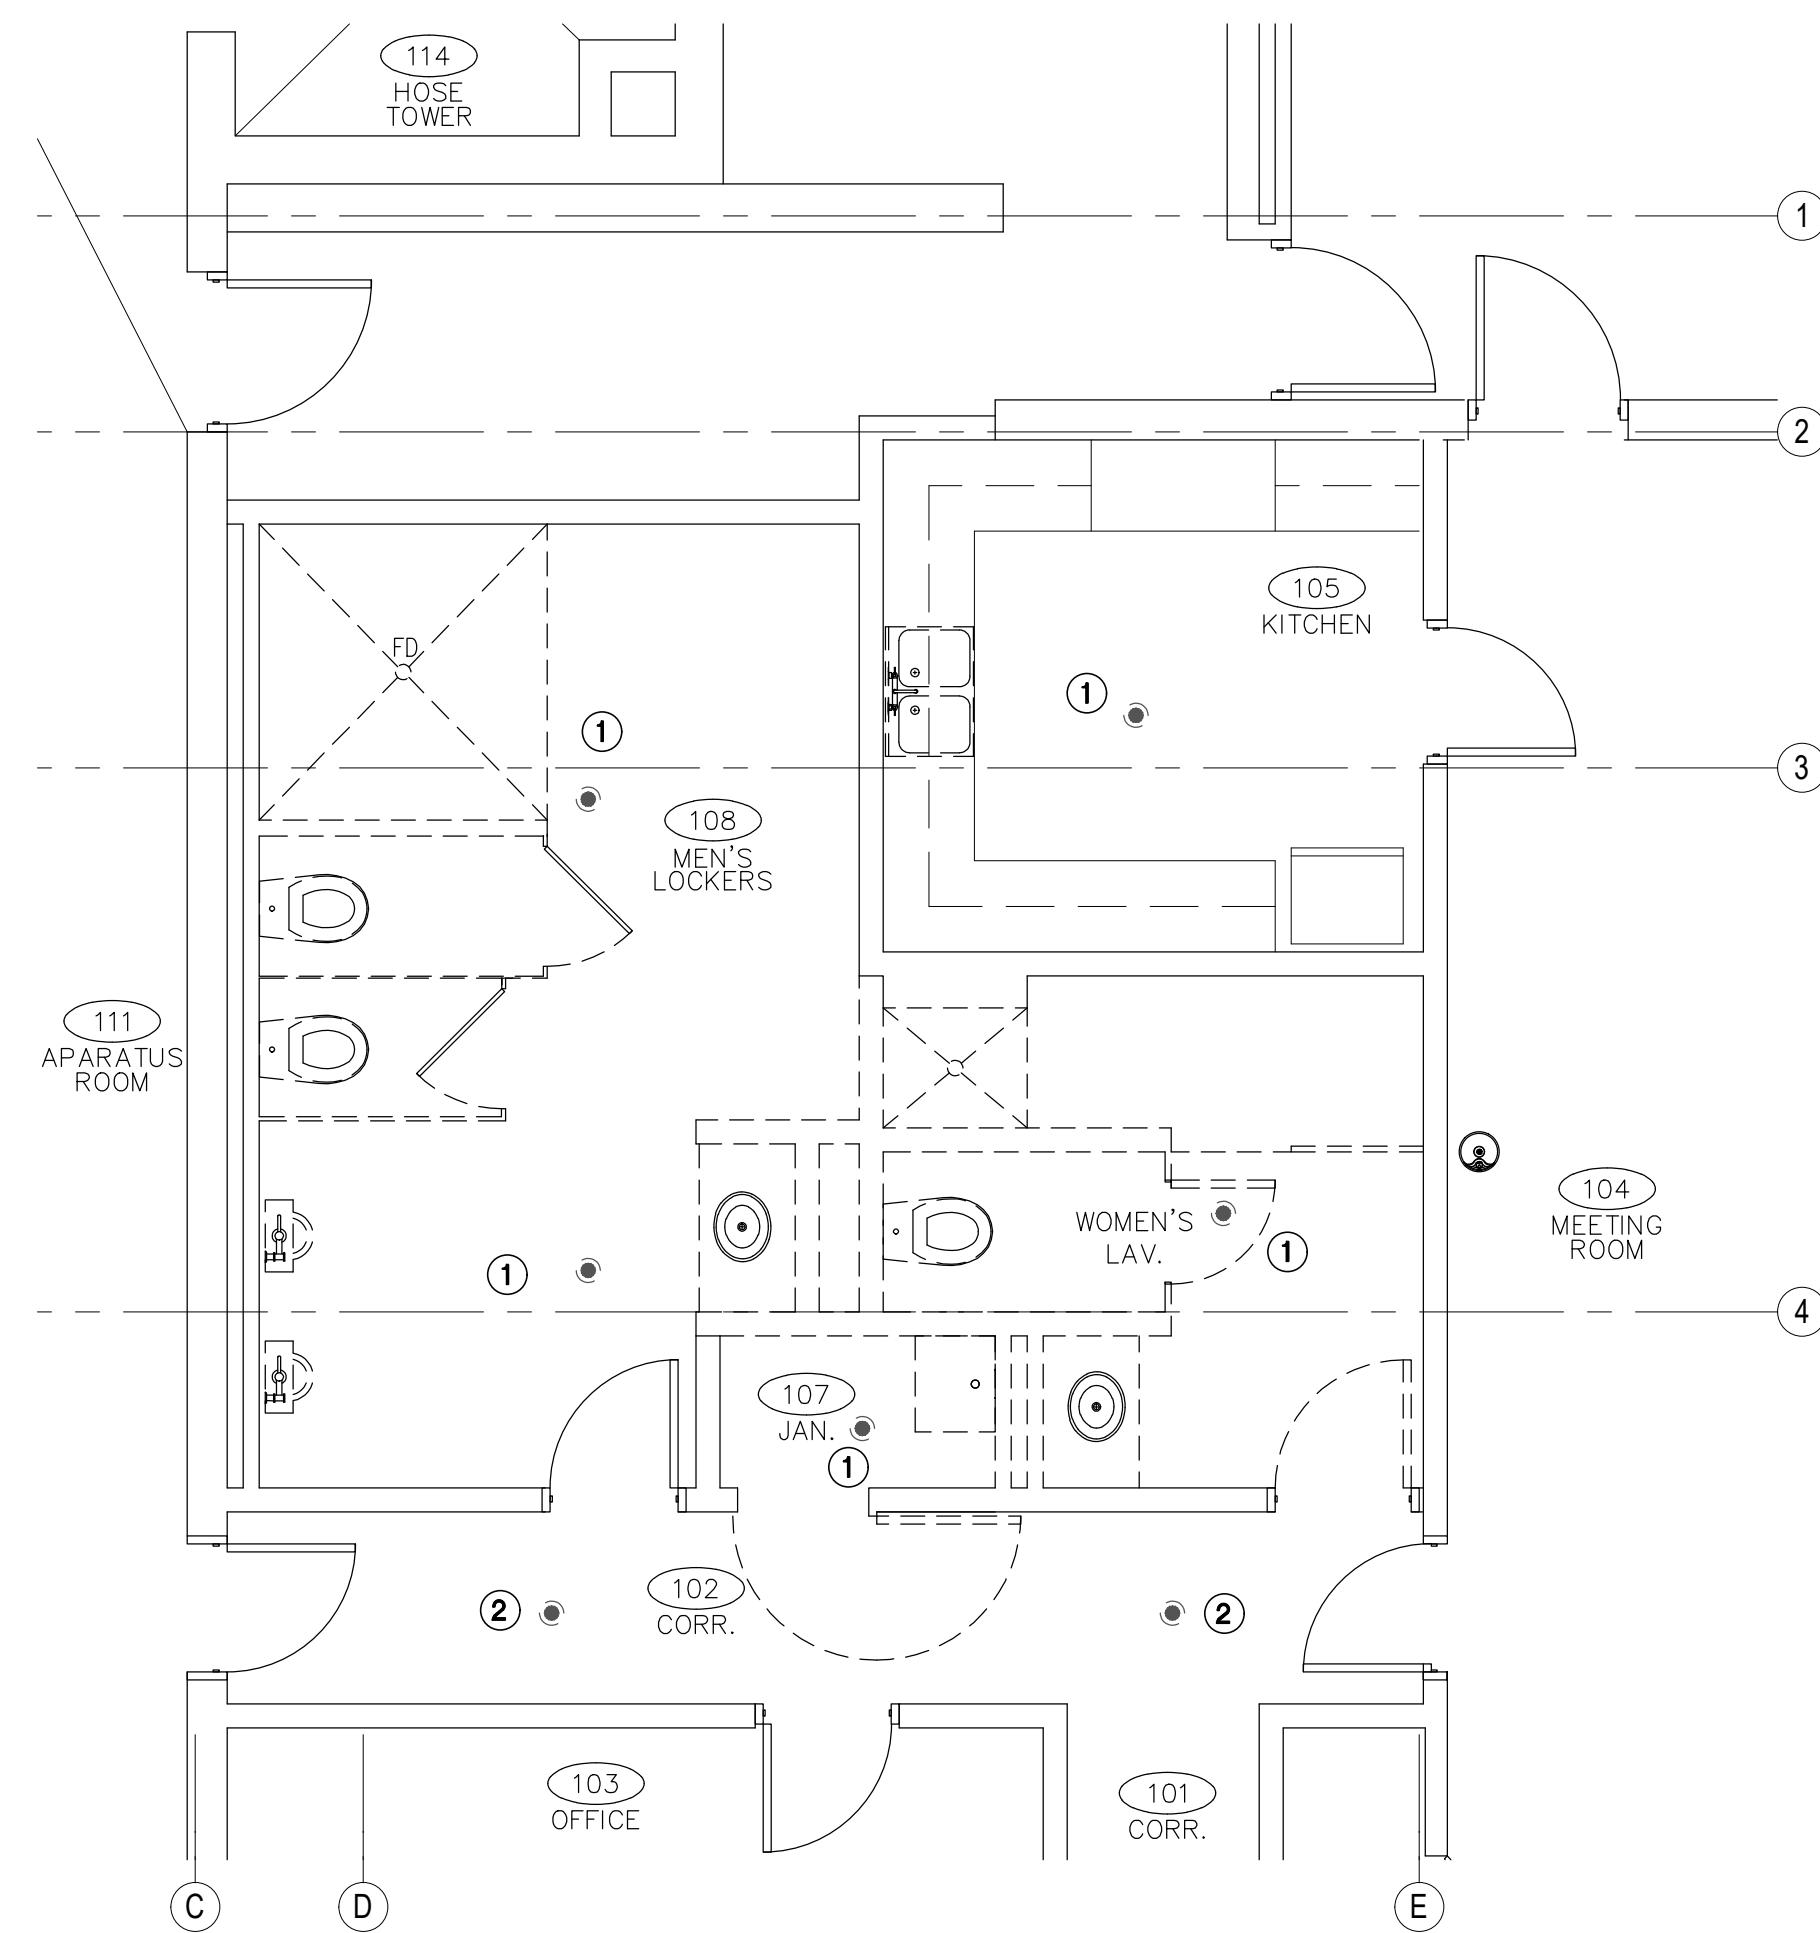 114
HOSE
TOWER
1
2
105
KITCHEN
FD
1
1
3
108
MEN'S
LOCKERS
111
APARATUS
ROOM
104
MEETING
ROOM
WOMEN'S
LAV.
1
1
4
107
JAN.
1
102
CORR.
2
2
103
OFFICE
101
CORR.
C
D
E